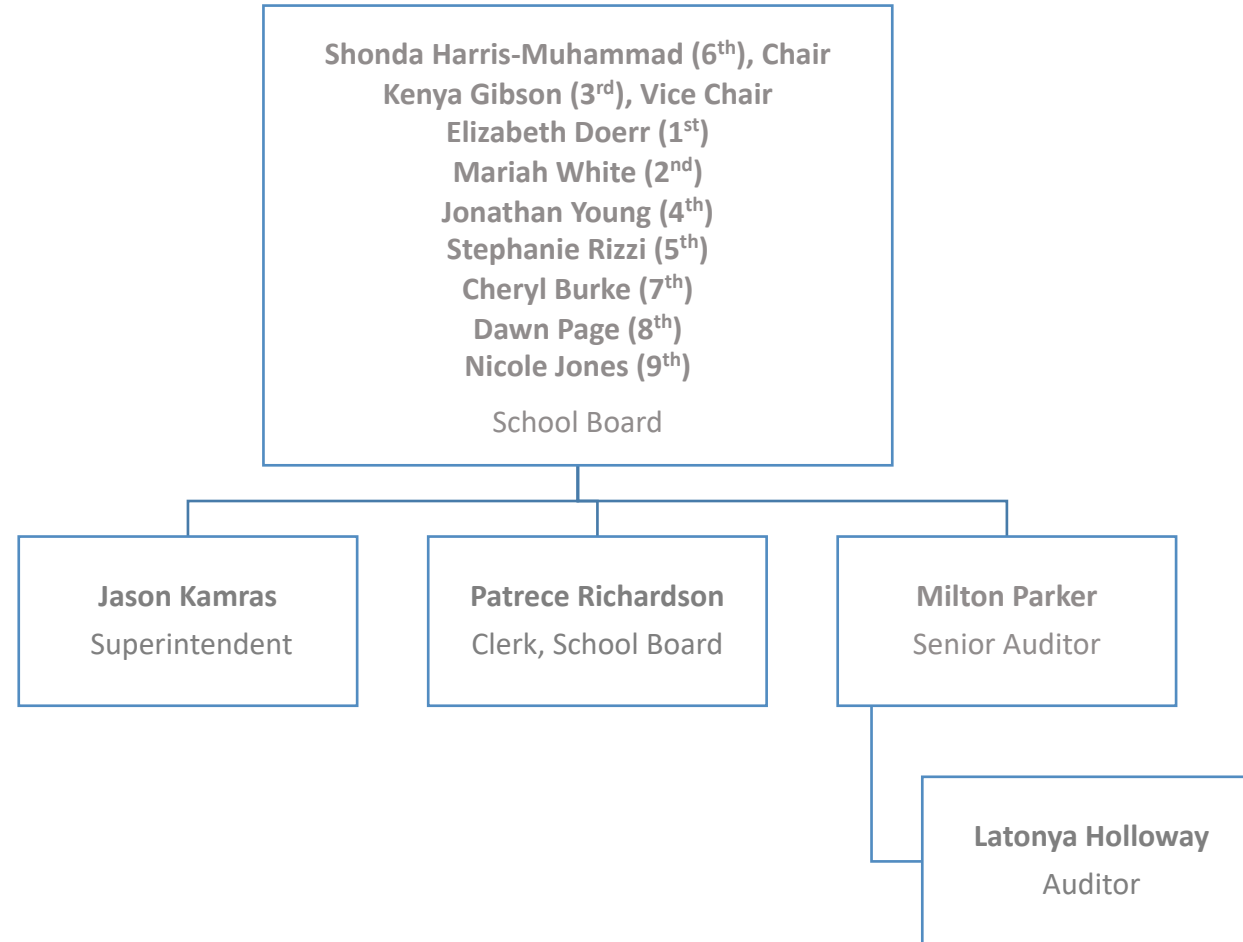 Shonda Harris-Muhammad (6th), Chair
Kenya Gibson (3rd), Vice Chair
Elizabeth Doerr (1st)
Mariah White (2nd)
Jonathan Young (4th)
Stephanie Rizzi (5th)
Cheryl Burke (7th)
Dawn Page (8th)
Nicole Jones (9th)
School Board
Jason Kamras
Superintendent
Patrece Richardson
Clerk, School Board
Milton Parker
Senior Auditor
Latonya Holloway
Auditor